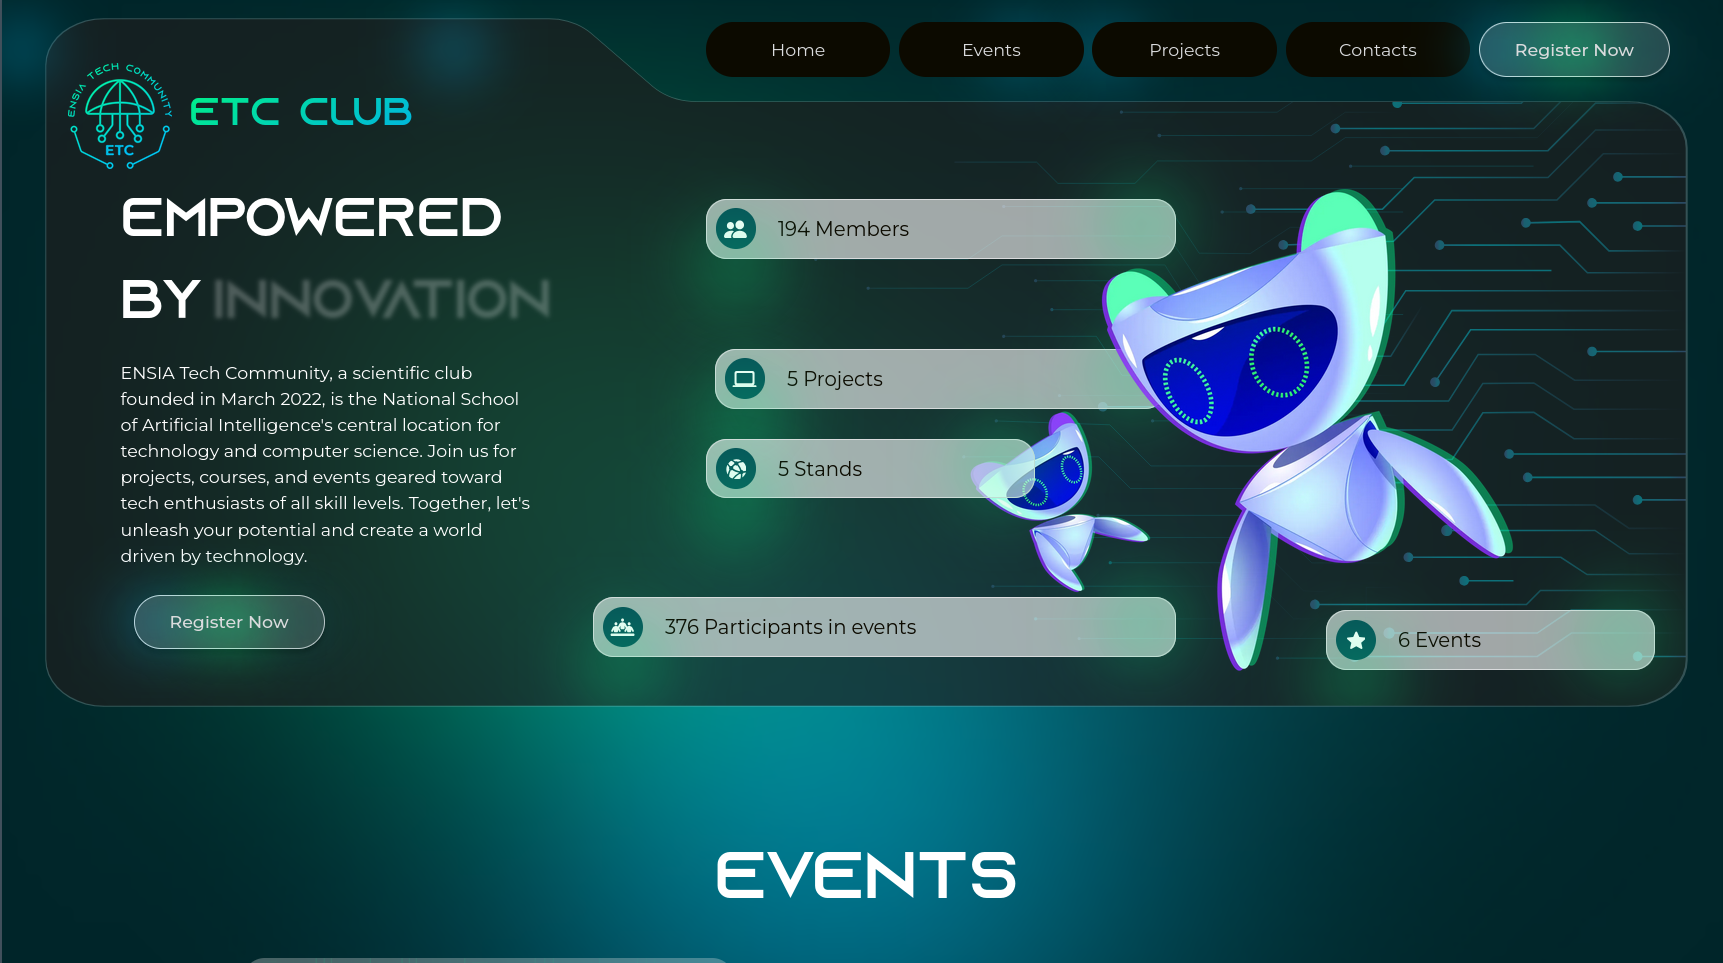 Home
Events
Projects
Contacts
Register Now
ENSIA TECH COMMUNITY
ETC
ETC CLUB
EMPOWERED
BY INNOVATION
ENSIA Tech Community, a scientific club
founded in March 2022, is the National School
of Artificial Intelligence's central location for
technology and computer science. Join us for
projects, courses, and events geared toward
tech enthusiasts of all skill levels. Together, let's
unleash your potential and create a world
driven by technology.
Register Now
194 Members
5 Projects
5 Stands
376 Participants in events
6 Events
EVENTS